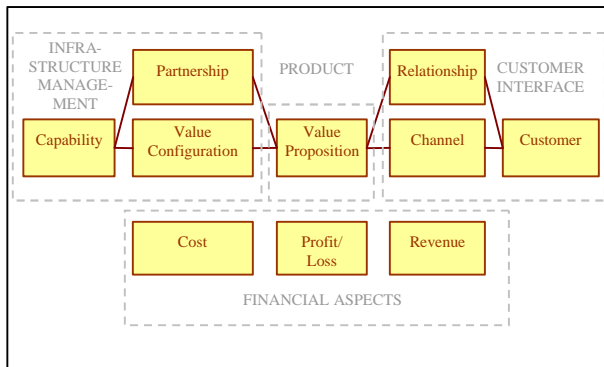 INFRA-
STRUCTURE
MANAGE-
MENT
Partnership
PRODUCT
Relationship
CUSTOMER
INTERFACE
Capability
Value
Configuration
Value
Proposition
Channel
Customer
Cost
Profit/
Loss
Revenue
FINANCIAL ASPECTS